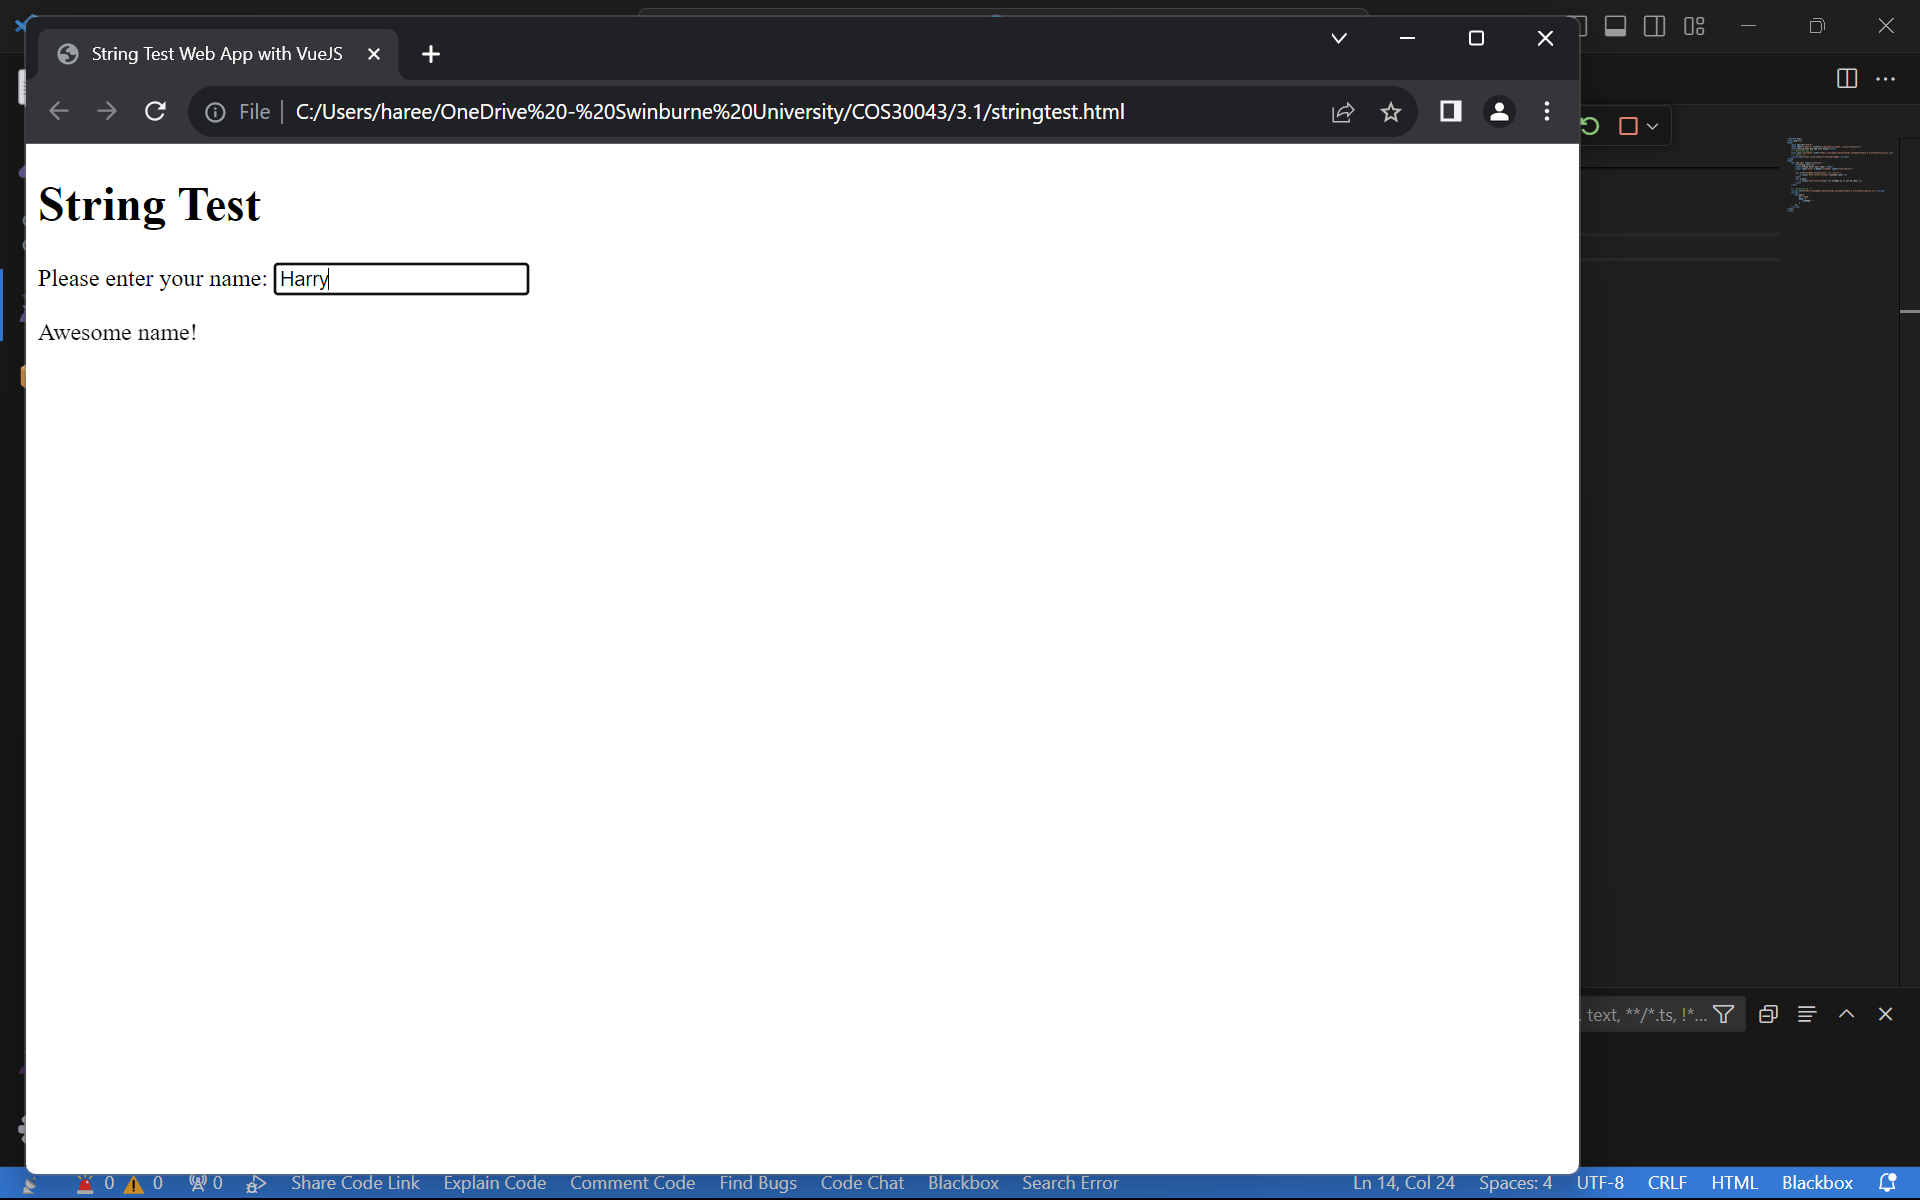 String Test Web App with VueJS
File
C:/Users/haree/OneDrive%20-%20Swinburne%20University/COS30043/3.1/stringtest.html
String Test
Please enter your name: Harry
Awesome name!
text, **/*.ts, !*...
0 0 0 Share Code Link Explain Code Comment Code Find Bugs Code Chat Blackbox Search Error Ln 14, Col 24 Spaces: 4 UTF-8 CRLF HTML Blackbox